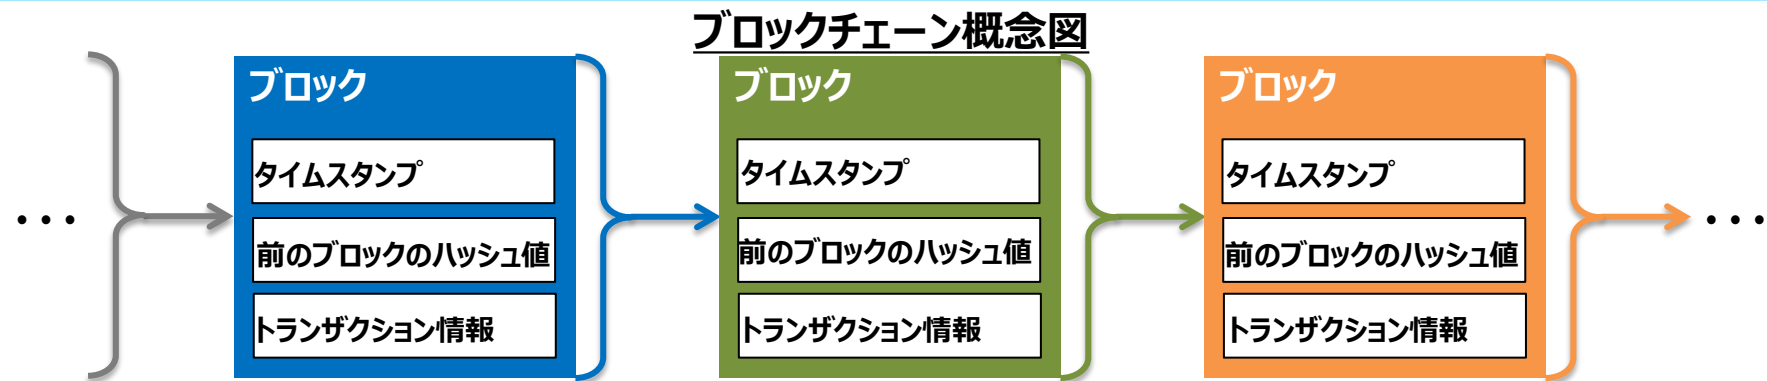 ブロックチェーン概念図
・・・
ブロック
タイムスタンプ
前のブロックのハッシュ値
トランザクション情報
ブロック
タイムスタンプ
前のブロックのハッシュ値
トランザクション情報
ブロック
タイムスタンプ
前のブロックのハッシュ値
トランザクション情報
・・・